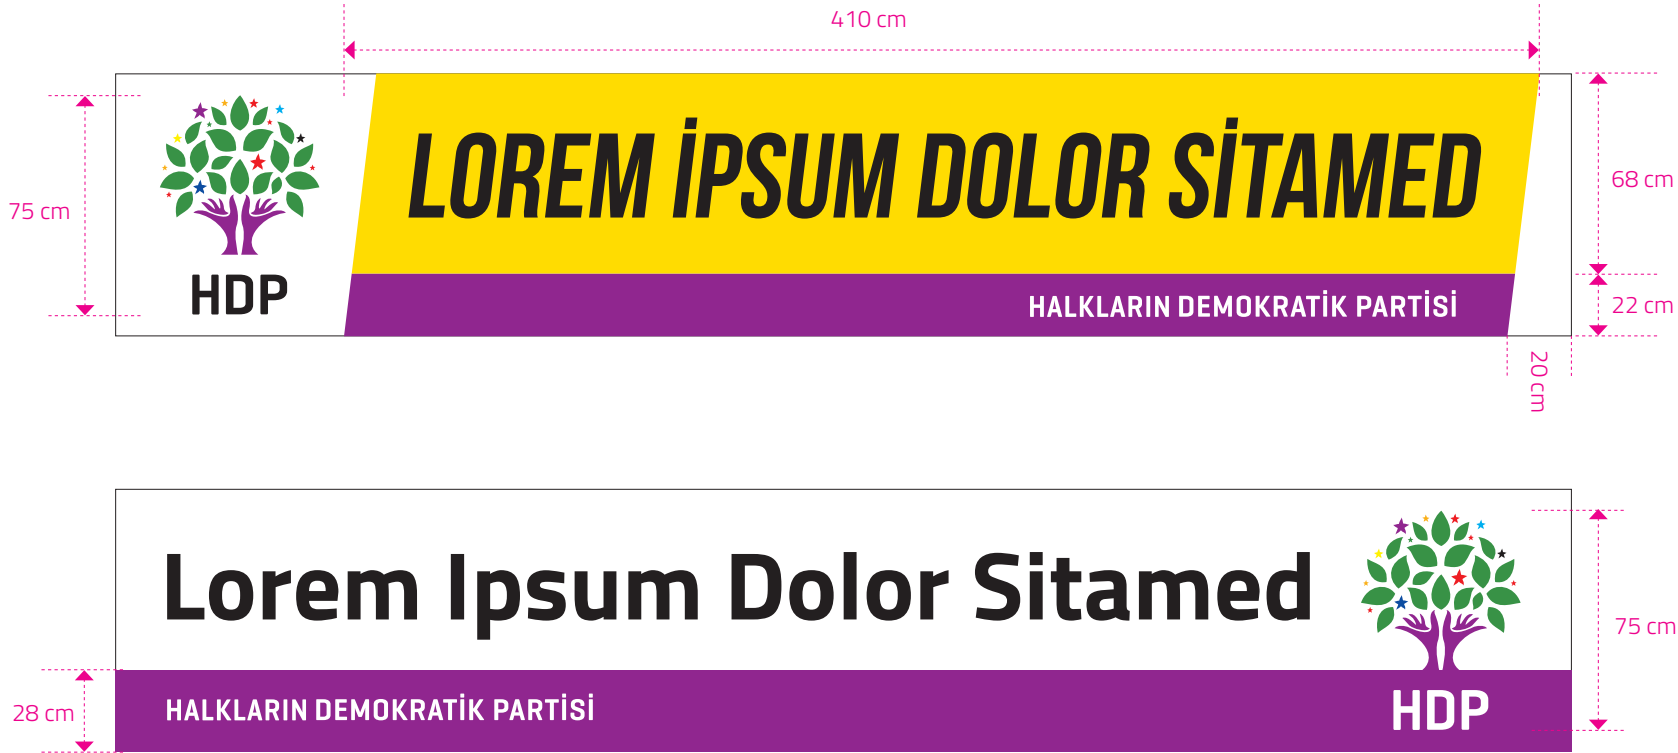 410 cm
LOREM İPSUM DOLOR SİTAMED
75 cm
68 cm
HDP
HALKLARIN DEMOKRATİK PARTİSİ
22 cm
20 cm
Lorem Ipsum Dolor Sitamed
75 cm
28 cm
HALKLARIN DEMOKRATİK PARTİSİ
HDP